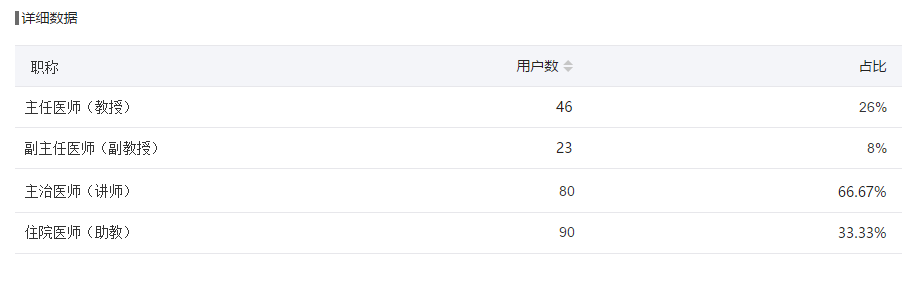 详细数据
职称 用户数 占比
主任医师（教授） 46 26%
副主任医师（副教授） 23 8%
主治医师（讲师） 80 66.67%
住院医师（助教） 90 33.33%